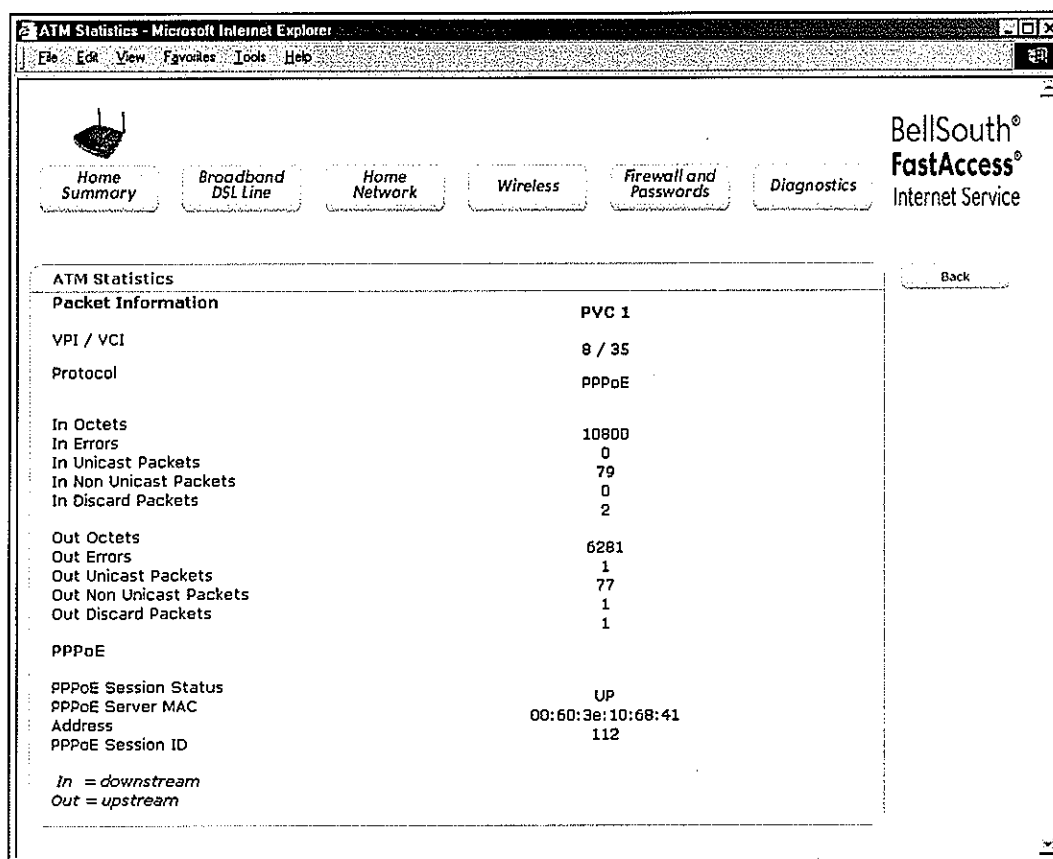 ATM Statistics - Microsoft Internet Explorer
File Edit View Favorites Tools Help
BellSouth®
FastAccess®
Internet Service
Home Summary
Broadband DSL Line
Home Network
Wireless
Firewall and Passwords
Diagnostics
ATM Statistics
Back
Packet Information PVC 1
VPI / VCI 8 / 35
Protocol PPPoE
In Octets 10800
In Errors 0
In Unicast Packets 79
In Non Unicast Packets 0
In Discard Packets 2
Out Octets 6281
Out Errors 1
Out Unicast Packets 77
Out Non Unicast Packets 1
Out Discard Packets 1
PPPoE
PPPoE Session Status UP
PPPoE Server MAC Address 00:60:3e:10:68:41
PPPoE Session ID 112
In = downstream
Out = upstream